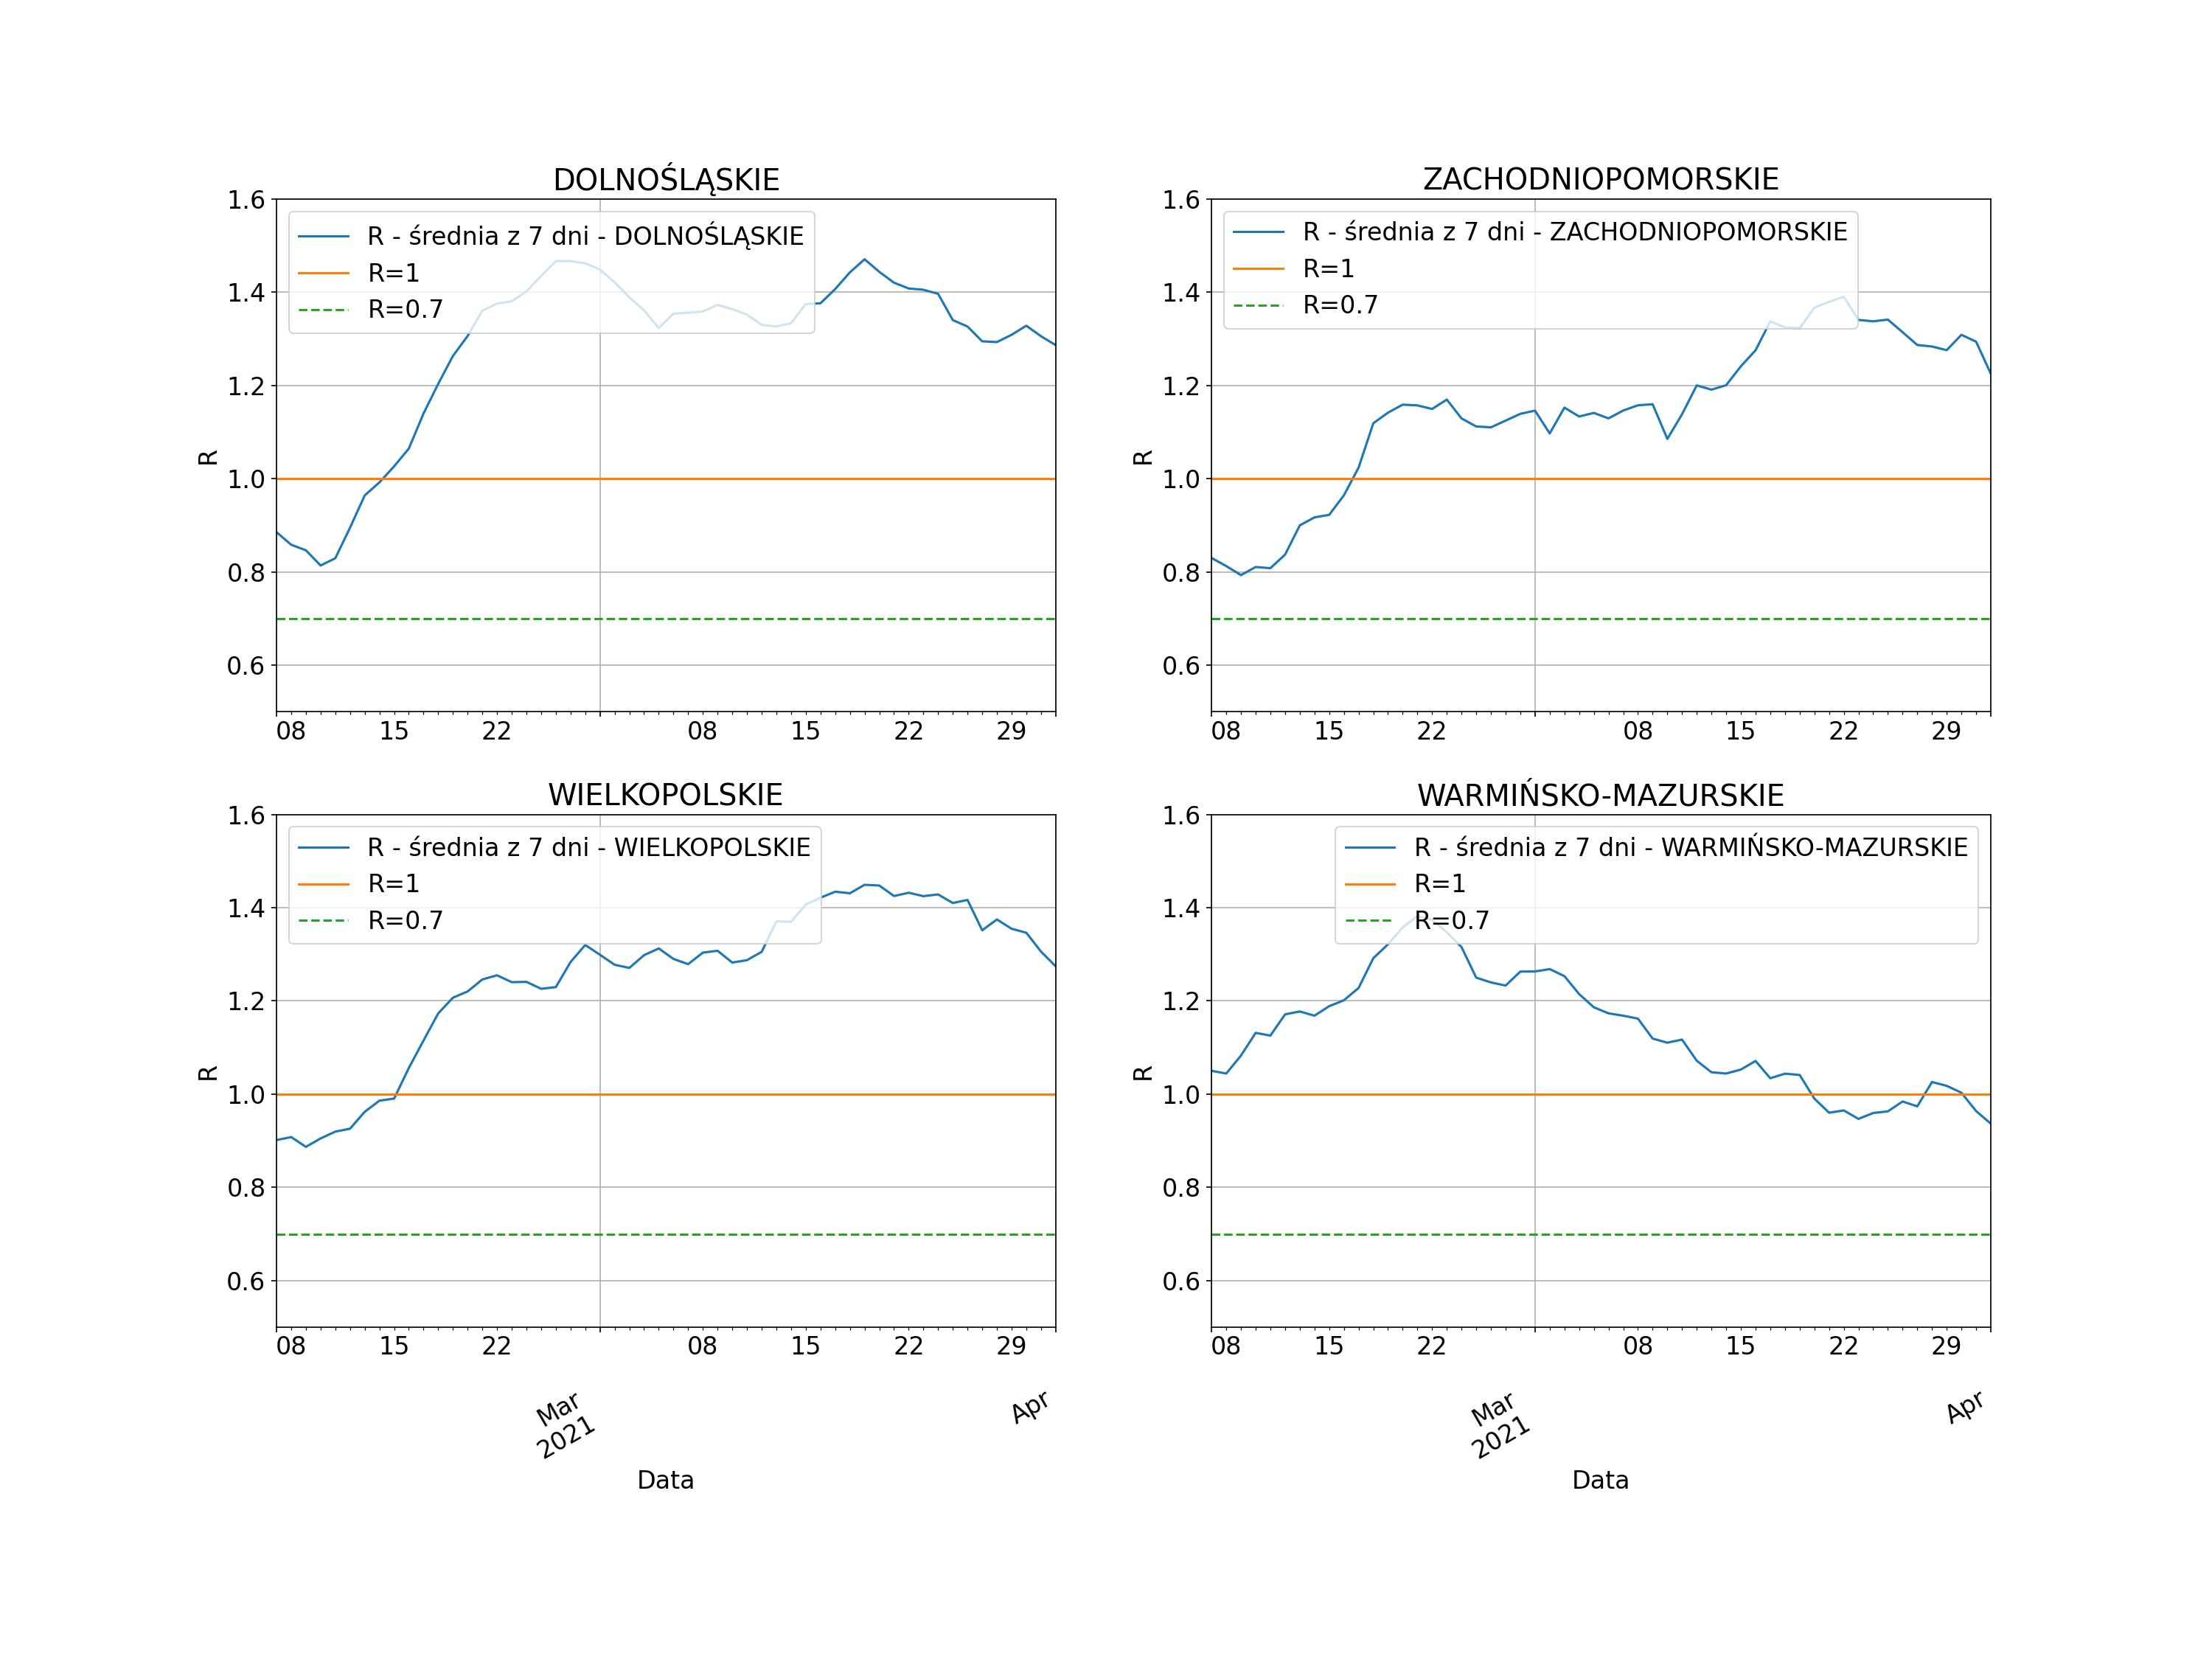 DOLNOŚLĄSKIE
1.6
1.4
1.2
1.0
0.8
0.6
R
R - średnia z 7 dni - DOLNOŚLĄSKIE
R=1
R=0.7
08 15 22 08 15 22 29
ZACHODNIOPOMORSKIE
1.6
1.4
1.2
1.0
0.8
0.6
R
R - średnia z 7 dni - ZACHODNIOPOMORSKIE
R=1
R=0.7
08 15 22 08 15 22 29
WIELKOPOLSKIE
1.6
1.4
1.2
1.0
0.8
0.6
R
R - średnia z 7 dni - WIELKOPOLSKIE
R=1
R=0.7
08 15 22 08 15 22 29
Mar
2021
Apr
Data
WARMIŃSKO-MAZURSKIE
1.6
1.4
1.2
1.0
0.8
0.6
R
R - średnia z 7 dni - WARMIŃSKO-MAZURSKIE
R=1
R=0.7
08 15 22 08 15 22 29
Mar
2021
Apr
Data